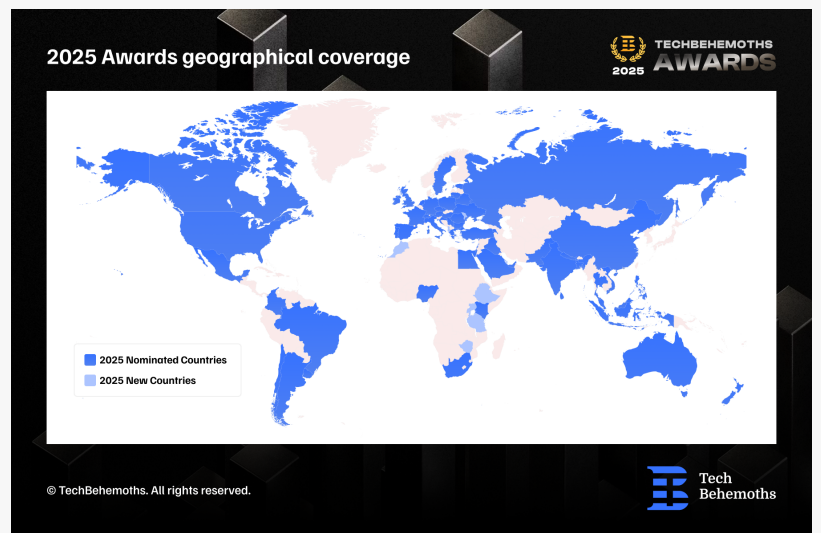 2025 Awards geographical coverage
2025
TECHBEHEMOTHS
AWARDS
2025 Nominated Countries
2025 New Countries
© TechBehemoths. All rights reserved.
Tech
Behemoths